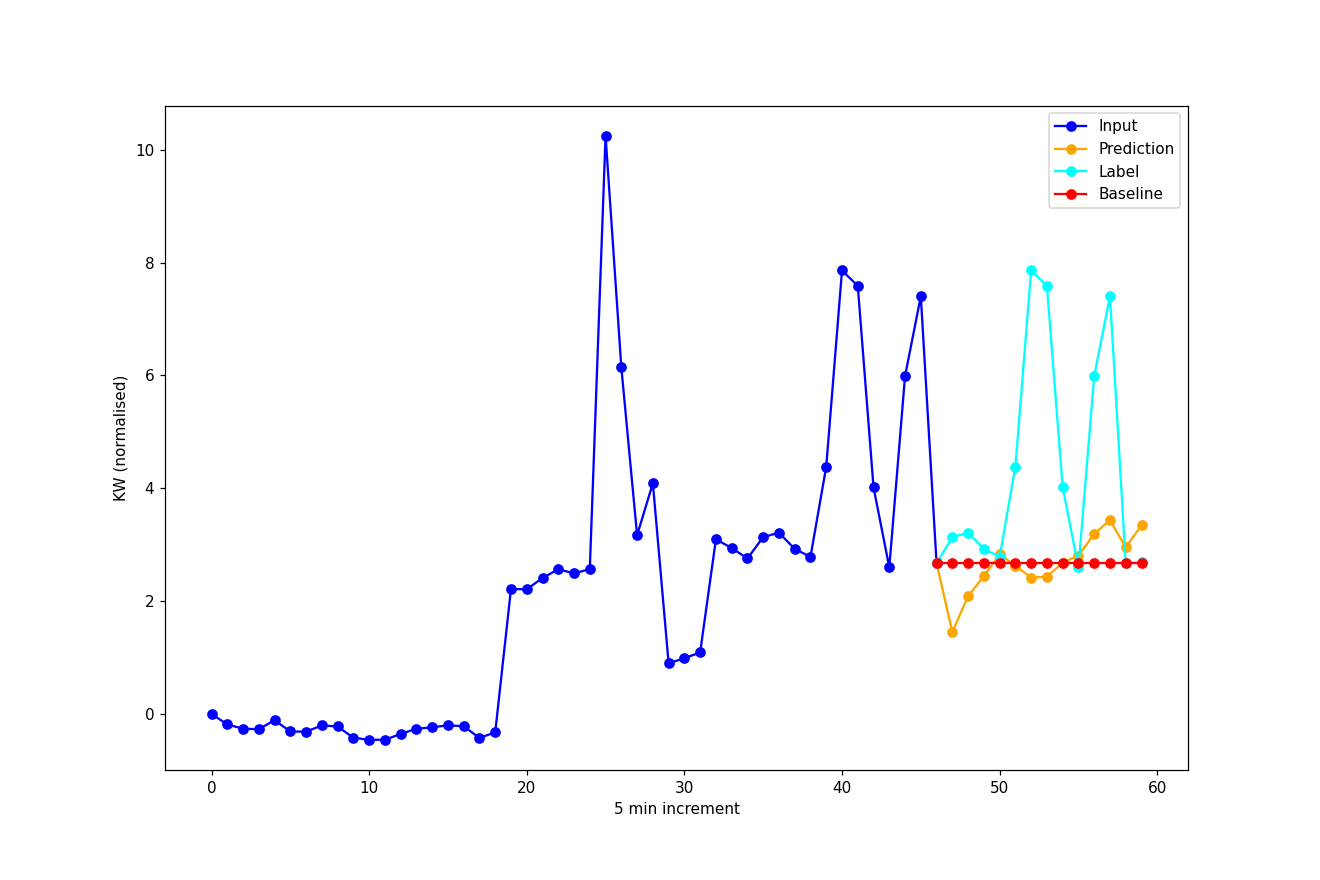 Input
Prediction
Label
Baseline
KW (normalised)
10
8
6
4
2
0
0 10 20 30 40 50 60
5 min increment